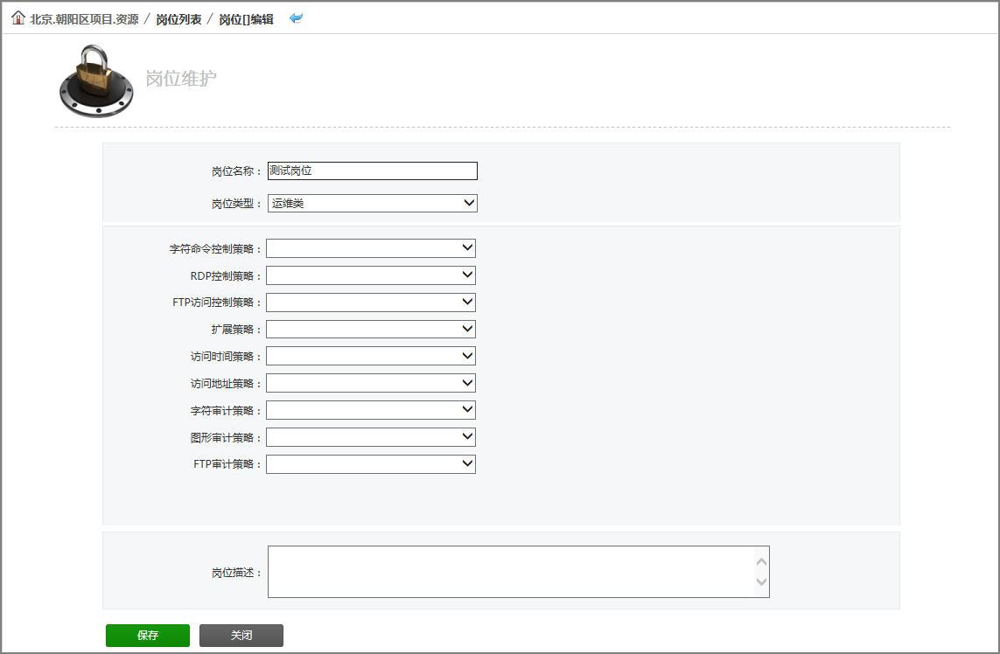 北京.朝阳区项目.资源 / 岗位列表 / 岗位[]编辑
岗位维护
岗位名称： 测试岗位
岗位类型： 运维类
字符命令控制策略：
RDP控制策略：
FTP访问控制策略：
扩展策略：
访问时间策略：
访问地址策略：
字符审计策略：
图形审计策略：
FTP审计策略：
岗位描述：
保存 关闭